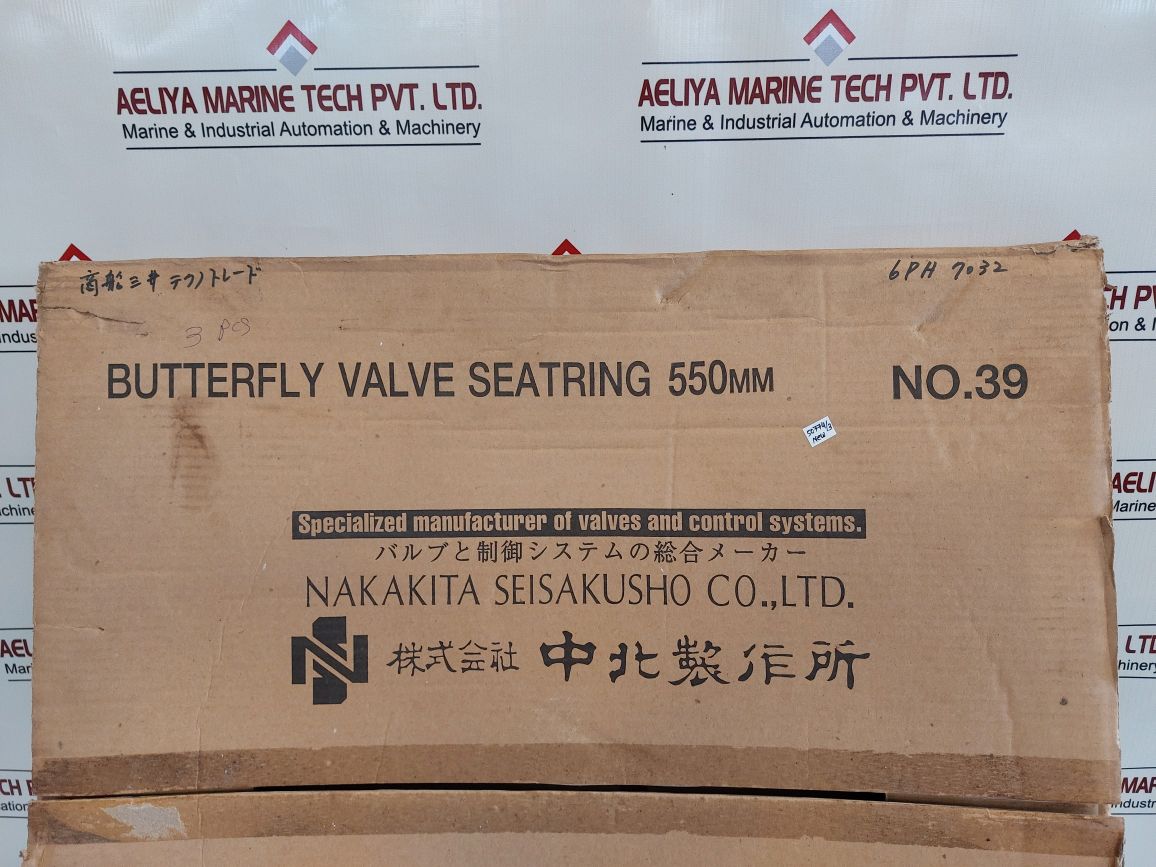 AELIYA MARINE TECH PVT. LTD.
Marine & Industrial Automation & Machinery
AELIYA MARINE TECH PVT. LTD.
Marine & Industrial Automation & Machinery
商船三井 テクノトレード
6PH 7032
3 PCS
BUTTERFLY VALVE SEATRING 550MM
NO.39
50774/3
New
Specialized manufacturer of valves and control systems.
バルブと制御システムの総合メーカー
NAKAKITA SEISAKUSHO CO.,LTD.
株式会社 中北製作所